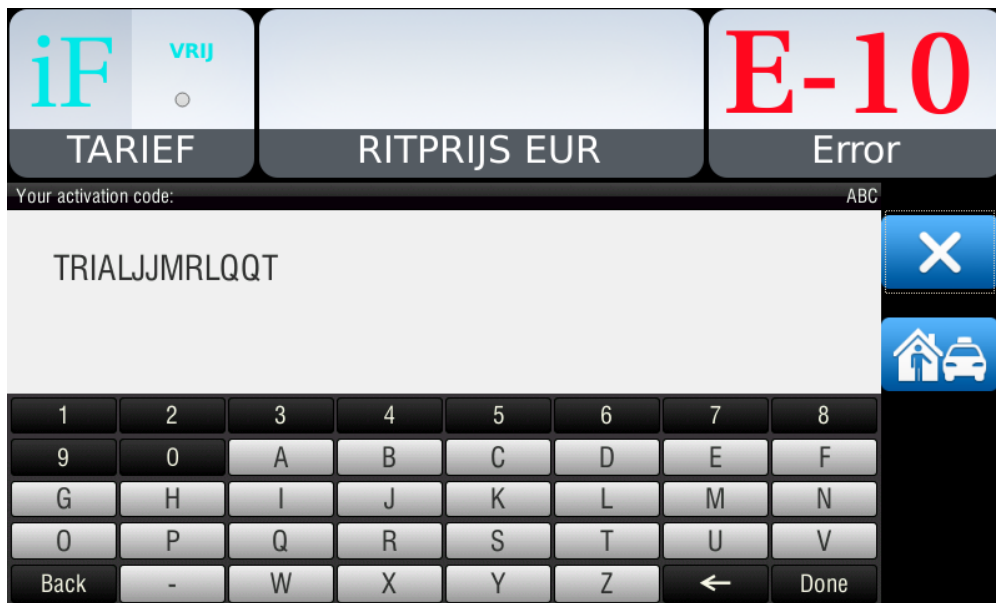 iF VRIJ E-10
TARIEF RITPRIJS EUR Error
Your activation code: ABC
TRIALJJMRLQQT
1 2 3 4 5 6 7 8
9 0 A B C D E F
G H I J K L M N
O P Q R S T U V
Back - W X Y Z ← Done